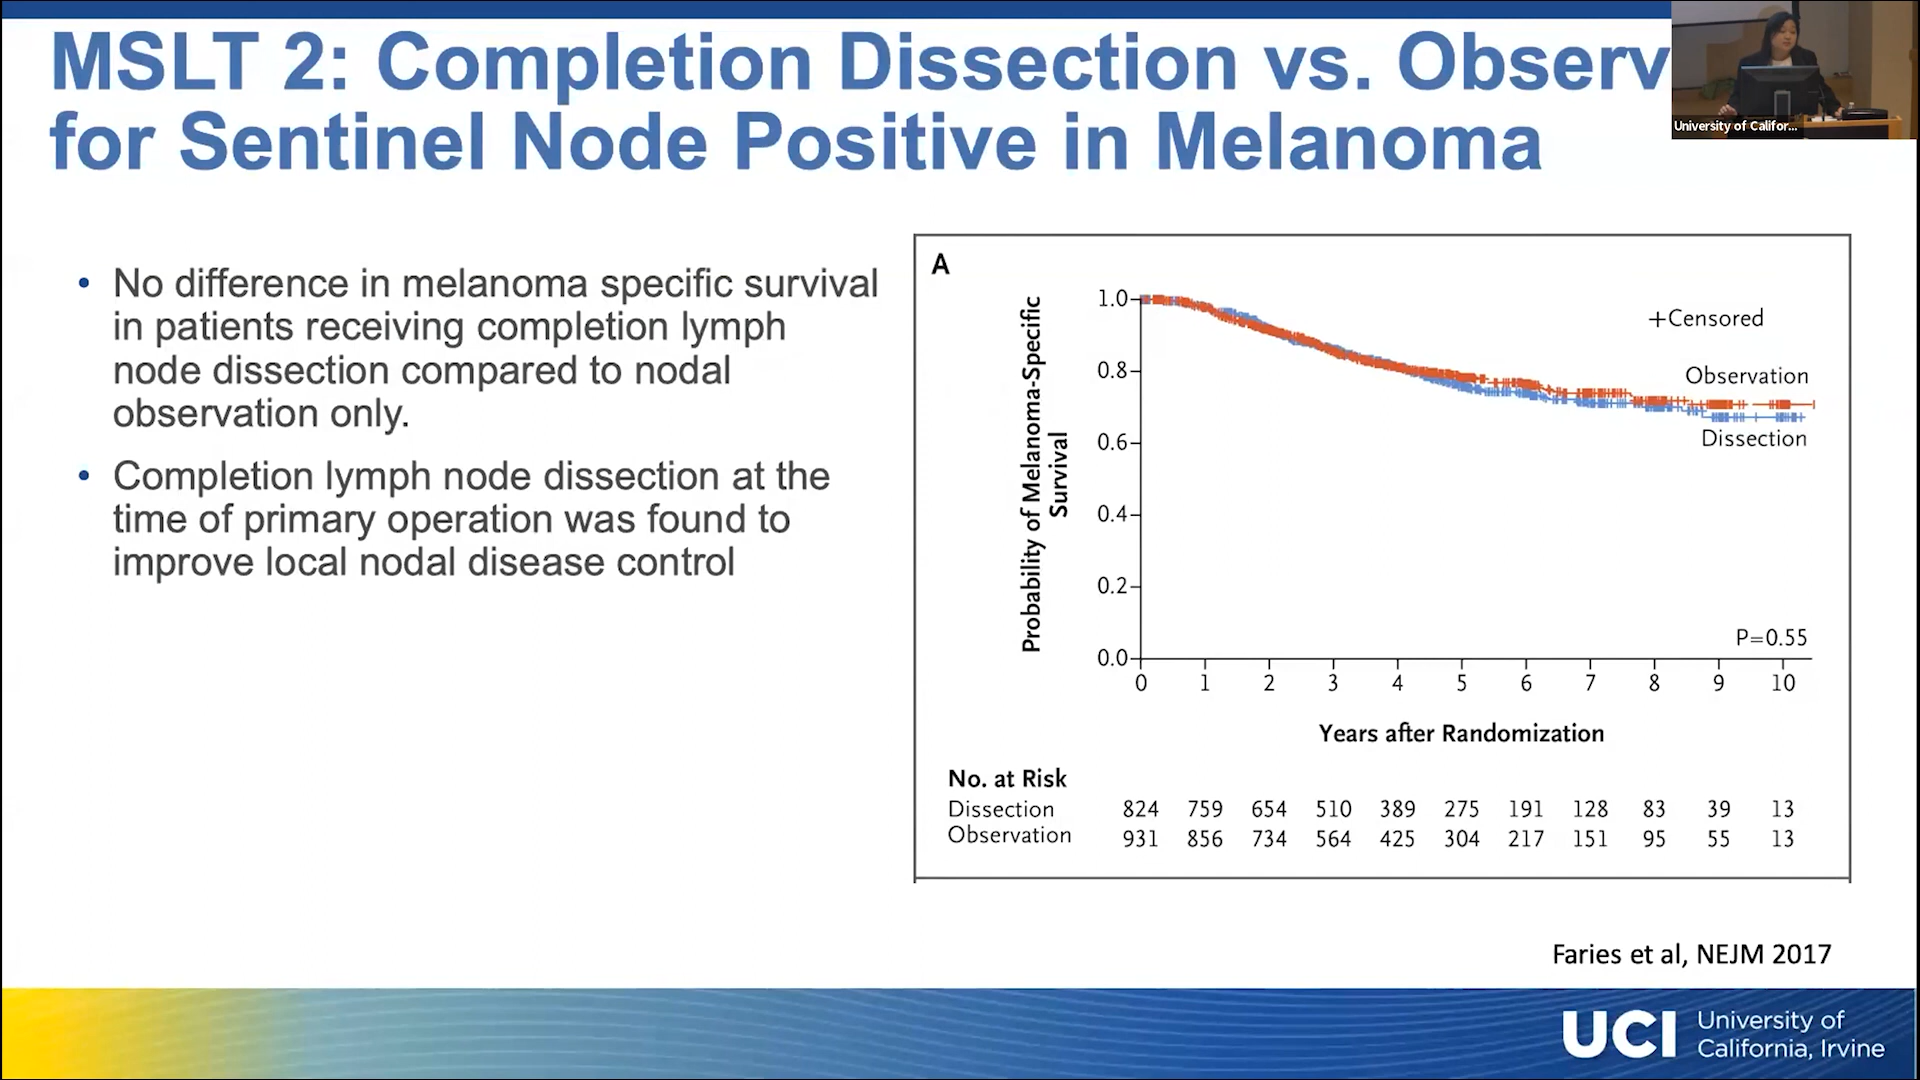 MSLT 2: Completion Dissection vs. Observ
for Sentinel Node Positive in Melanoma
University of Califor...
• No difference in melanoma specific survival
in patients receiving completion lymph
node dissection compared to nodal
observation only.
• Completion lymph node dissection at the
time of primary operation was found to
improve local nodal disease control
A
Probability of Melanoma-Specific
Survival
1.0
0.8
0.6
0.4
0.2
0.0
+Censored
Observation
Dissection
P=0.55
0 1 2 3 4 5 6 7 8 9 10
Years after Randomization
No. at Risk
Dissection 824 759 654 510 389 275 191 128 83 39 13
Observation 931 856 734 564 425 304 217 151 95 55 13
Faries et al, NEJM 2017
UCI University of
California, Irvine